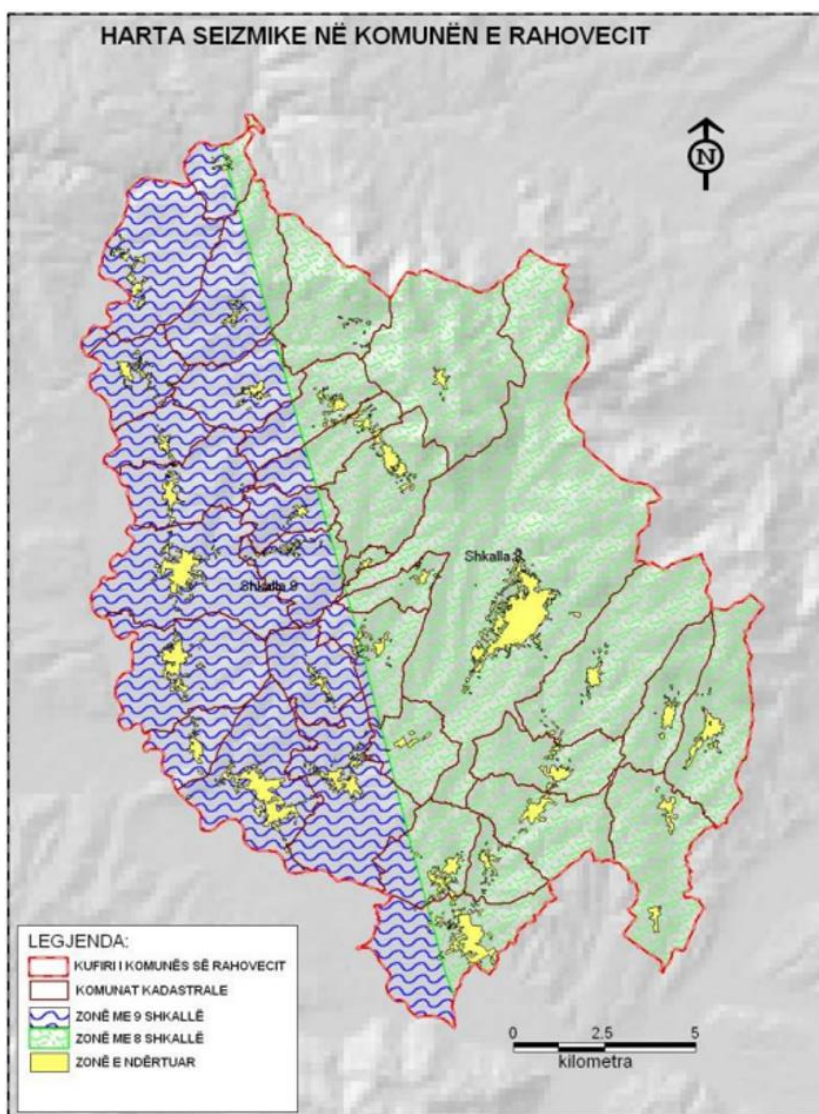 HARTA SEIZMIKE NË KOMUNËN E RAHOVECIT
N
Shkalla 8
Shkalla 9
LEGJENDA:
KUFIRI I KOMUNËS SË RAHOVECIT
KOMUNAT KADASTRALE
ZONË ME 9 SHKALLË
ZONË ME 8 SHKALLË
ZONË E NDËRTUAR
0 2.5 5
kilometra